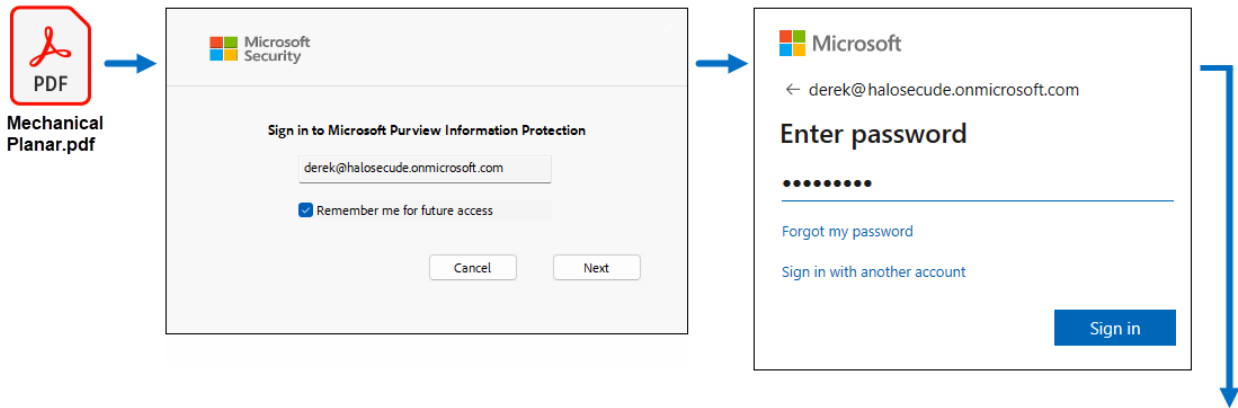 PDF
Mechanical
Planar.pdf
Microsoft
Security
Sign in to Microsoft Purview Information Protection
derek@halosecude.onmicrosoft.com
Remember me for future access
Cancel
Next
Microsoft
← derek@halosecude.onmicrosoft.com
Enter password
•••••••••
Forgot my password
Sign in with another account
Sign in